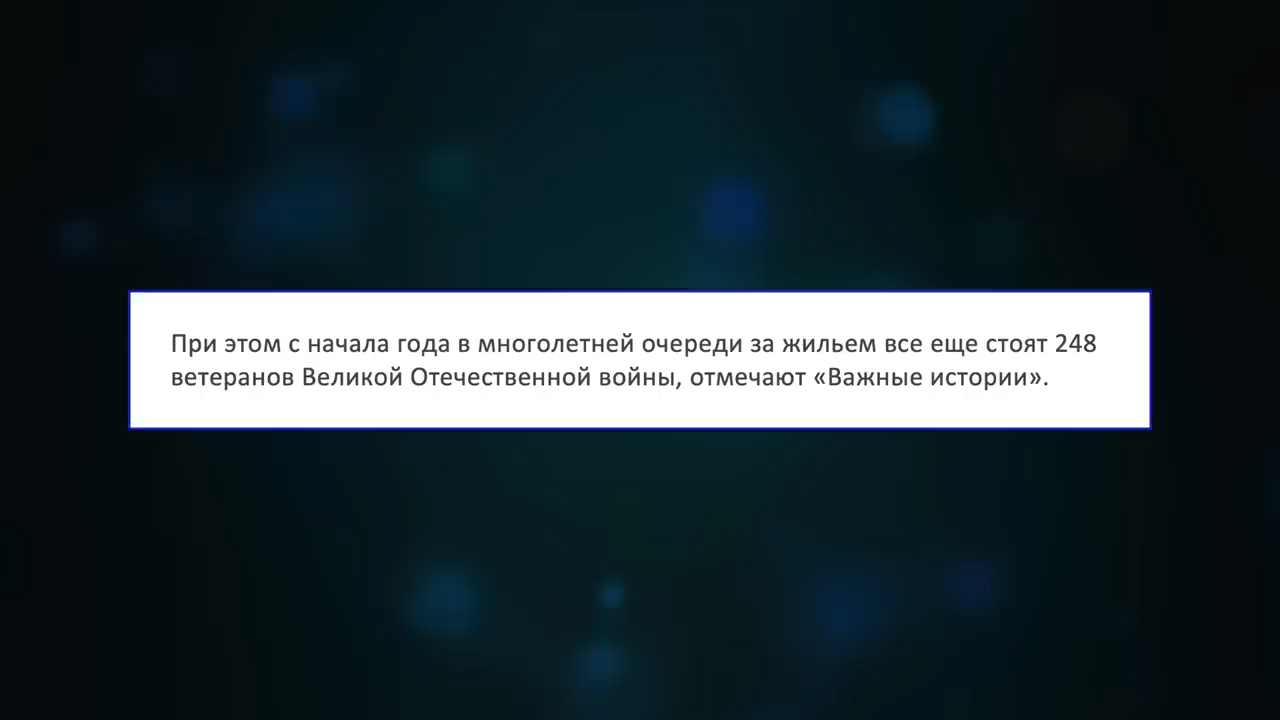 При этом с начала года в многолетней очереди за жильем все еще стоят 248
ветеранов Великой Отечественной войны, отмечают «Важные истории».